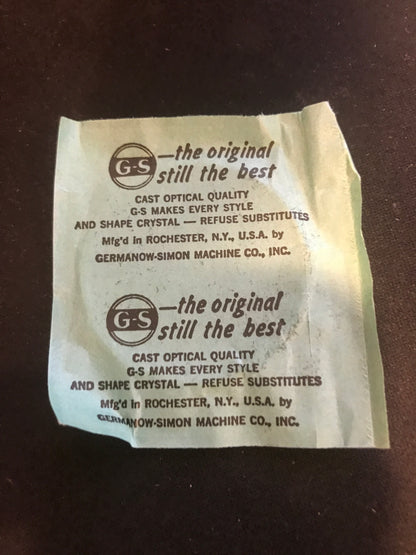 G-S —the original
still the best
CAST OPTICAL QUALITY
G-S MAKES EVERY STYLE
AND SHAPE CRYSTAL — REFUSE SUBSTITUTES
Mfg'd in ROCHESTER, N.Y., U.S.A. by
GERMANOW-SIMON MACHINE CO., INC.
G-S —the original
still the best
CAST OPTICAL QUALITY
G-S MAKES EVERY STYLE
AND SHAPE CRYSTAL — REFUSE SUBSTITUTES
Mfg'd in ROCHESTER, N.Y., U.S.A. by
GERMANOW-SIMON MACHINE CO., INC.